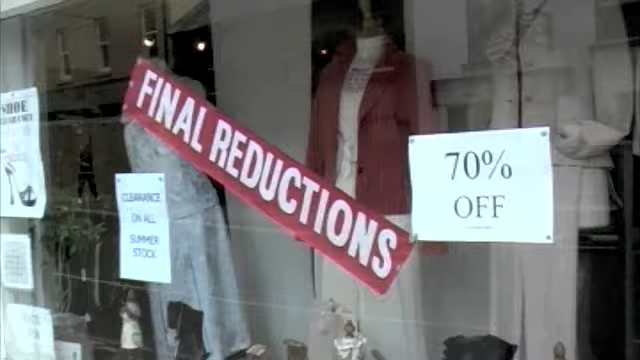 SHOE
CLEARANCE
FINAL REDUCTIONS
CLEARANCE
ON ALL
SUMMER
STOCK
70%
OFF